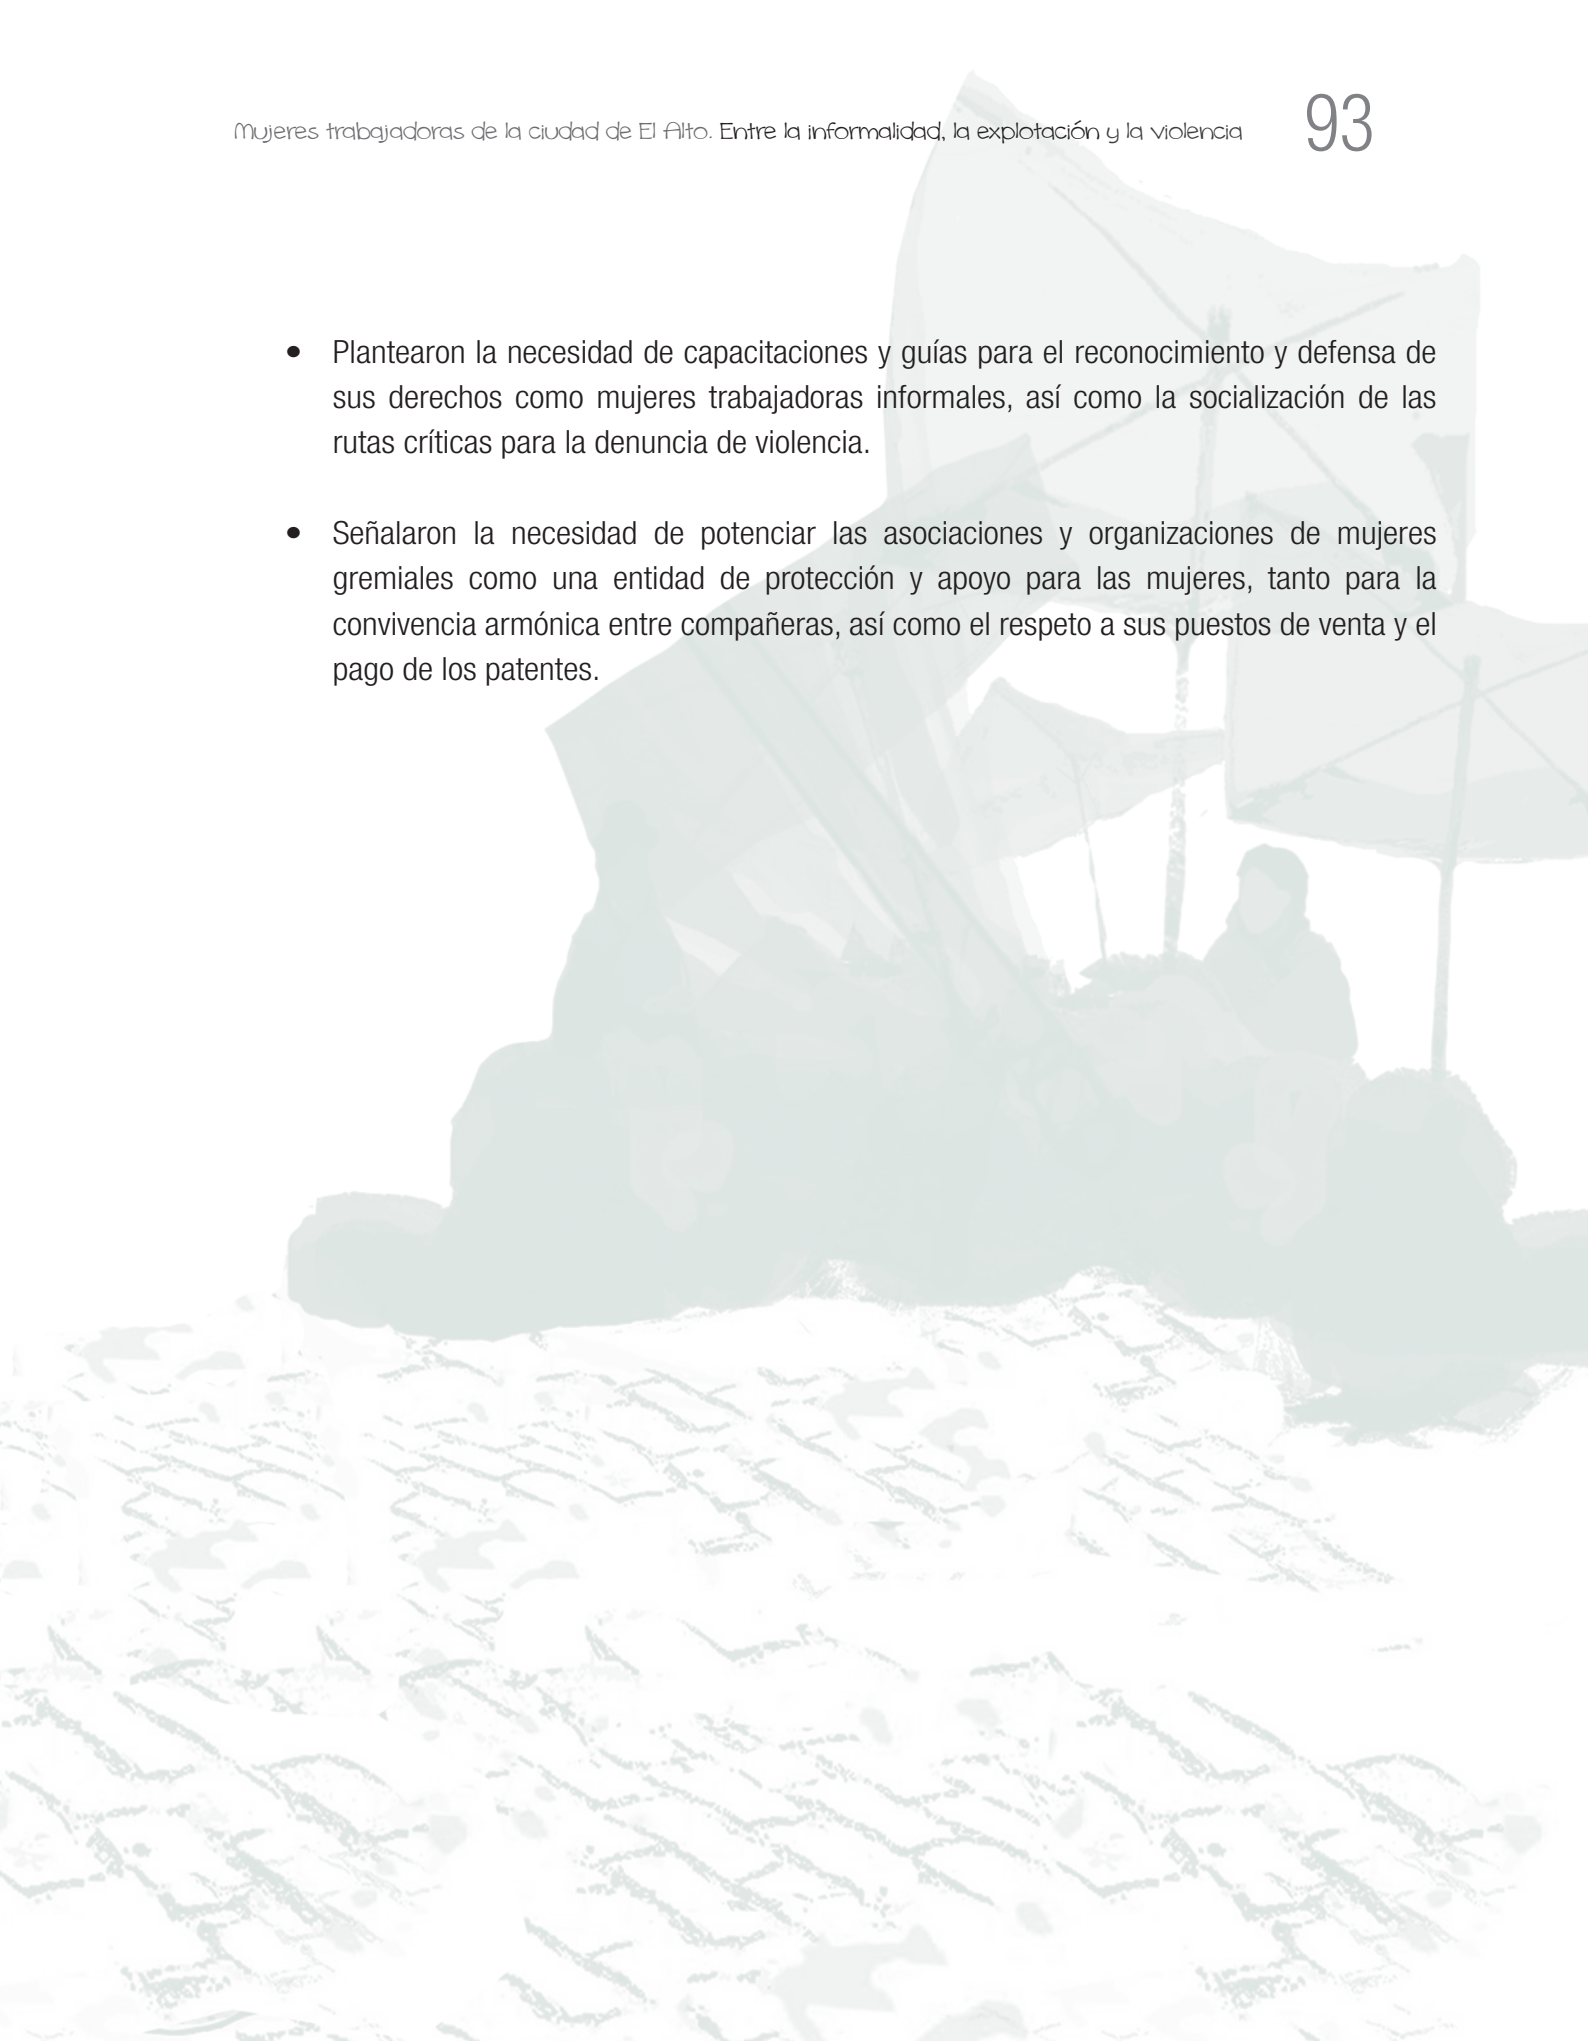 Mujeres trabajadoras de la ciudad de El Alto. Entre la informalidad, la explotación y la violencia 93
• Plantearon la necesidad de capacitaciones y guías para el reconocimiento y defensa de
sus derechos como mujeres trabajadoras informales, así como la socialización de las
rutas críticas para la denuncia de violencia.
• Señalaron la necesidad de potenciar las asociaciones y organizaciones de mujeres
gremiales como una entidad de protección y apoyo para las mujeres, tanto para la
convivencia armónica entre compañeras, así como el respeto a sus puestos de venta y el
pago de los patentes.